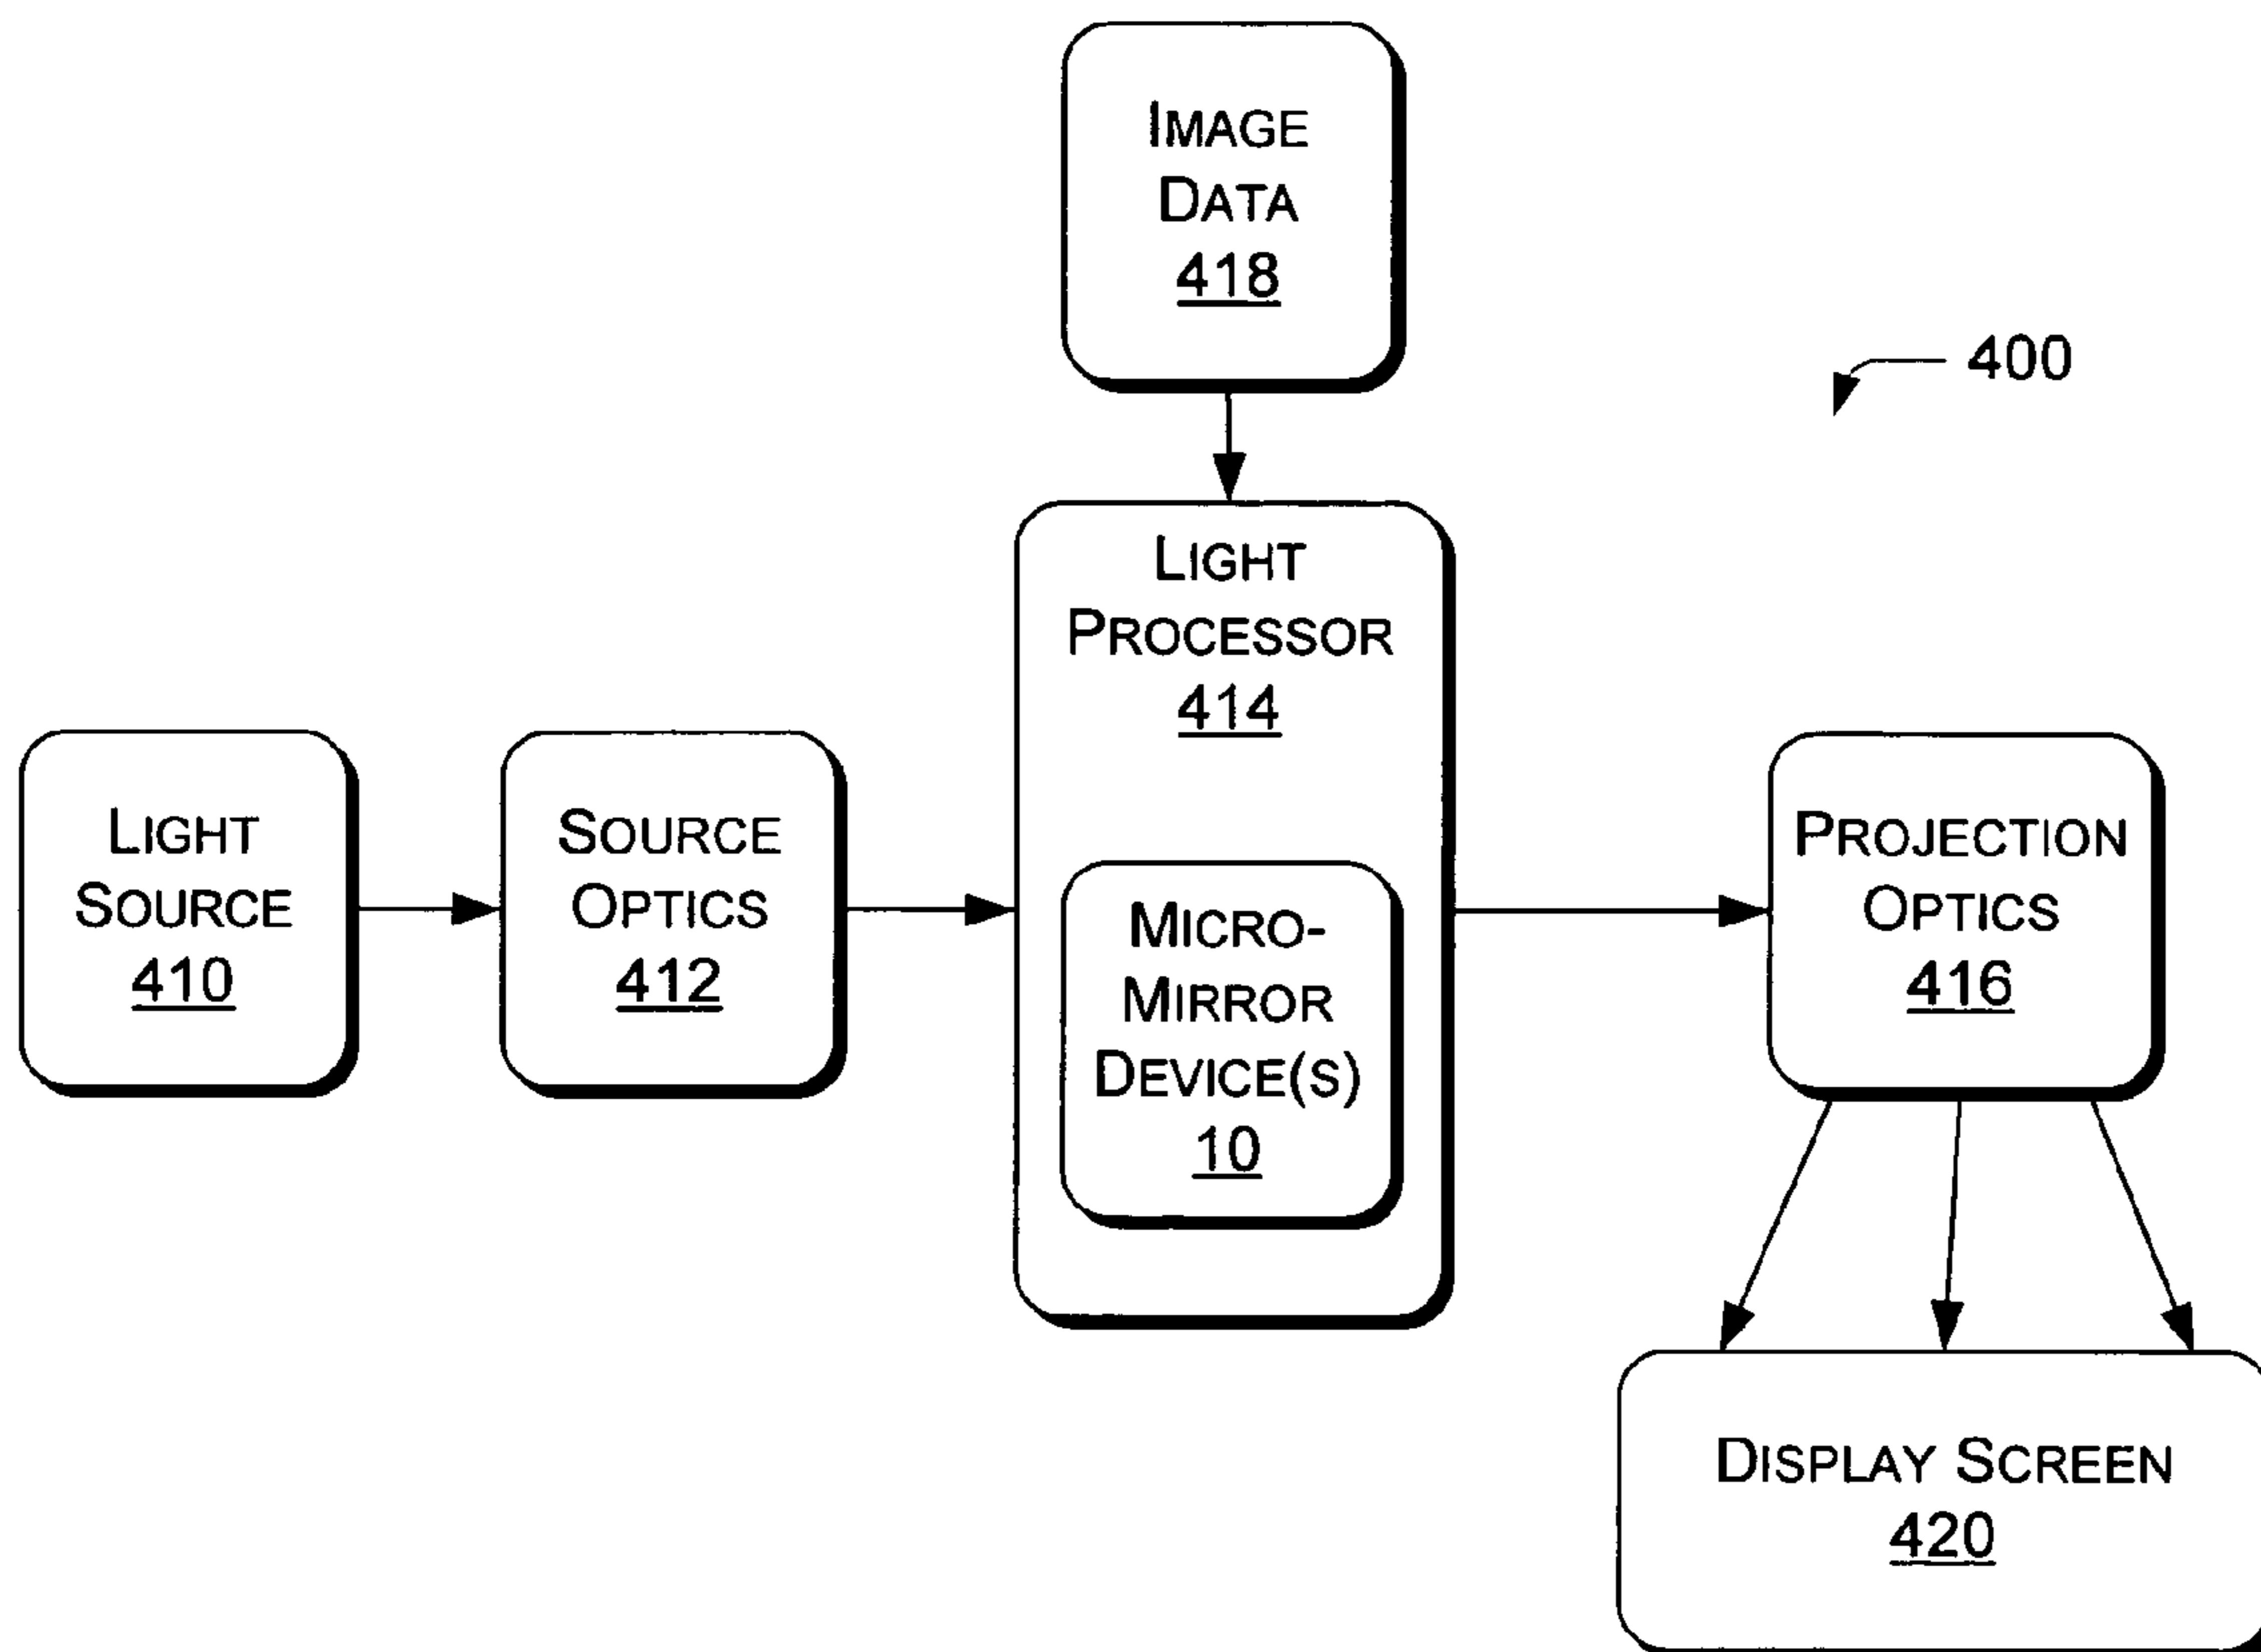 IMAGE
DATA
418
400
LIGHT
PROCESSOR
414
LIGHT
SOURCE
410
SOURCE
OPTICS
412
MICRO-
MIRROR
DEVICE(S)
10
PROJECTION
OPTICS
416
DISPLAY SCREEN
420